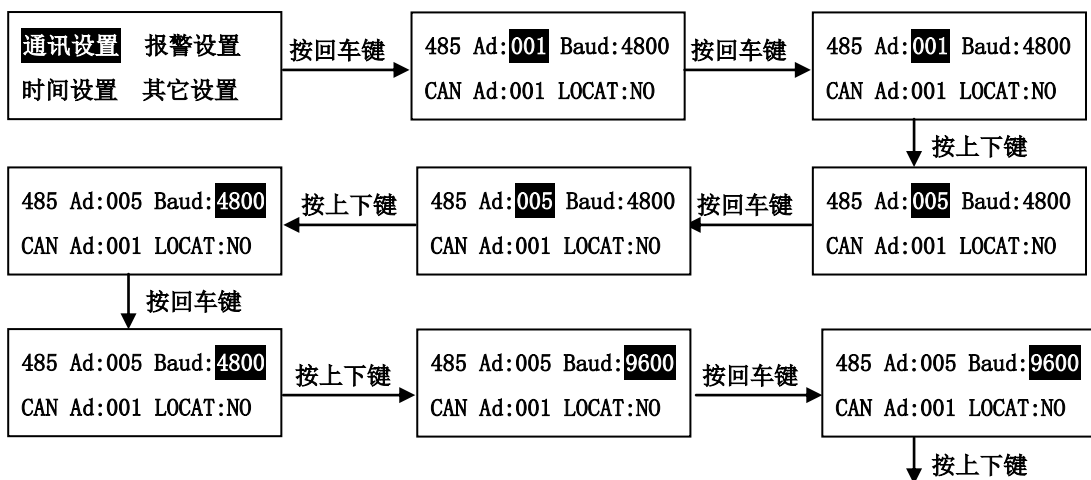 通讯设置 报警设置
时间设置 其它设置
按回车键
485 Ad:001 Baud:4800
CAN Ad:001 LOCAT:NO
按回车键
485 Ad:001 Baud:4800
CAN Ad:001 LOCAT:NO
按上下键
485 Ad:005 Baud:4800
CAN Ad:001 LOCAT:NO
按回车键
485 Ad:005 Baud:4800
CAN Ad:001 LOCAT:NO
按上下键
485 Ad:005 Baud:4800
CAN Ad:001 LOCAT:NO
按回车键
485 Ad:005 Baud:4800
CAN Ad:001 LOCAT:NO
按上下键
485 Ad:005 Baud:9600
CAN Ad:001 LOCAT:NO
按回车键
485 Ad:005 Baud:9600
CAN Ad:001 LOCAT:NO
按上下键